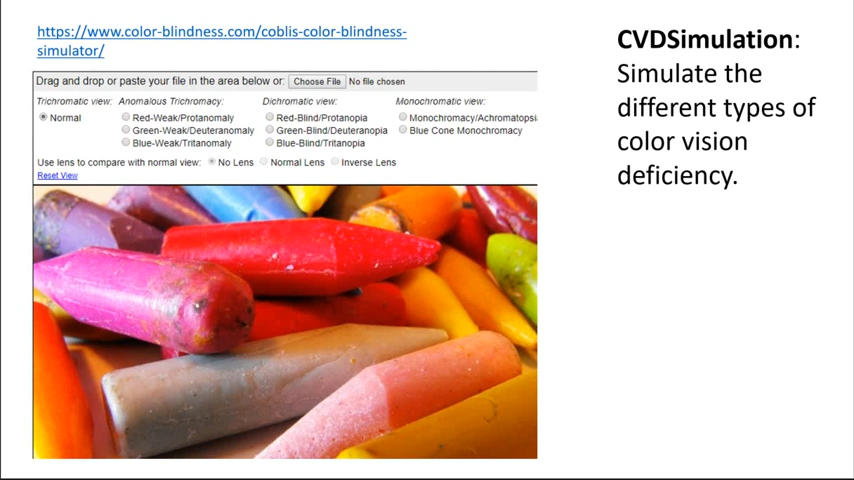 https://www.color-blindness.com/coblis-color-blindness-
simulator/
Drag and drop or paste your file in the area below or: Choose File No file chosen
Trichromatic view: Anomalous Trichromacy: Dichromatic view: Monochromatic view:
Normal Red-Weak/Protanomaly Red-Blind/Protanopia Monochromacy/Achromatopsi
Green-Weak/Deuteranomaly Green-Blind/Deuteranopia Blue Cone Monochromacy
Blue-Weak/Tritanomaly Blue-Blind/Tritanopia
Use lens to compare with normal view: No Lens Normal Lens Inverse Lens
Reset View
CVDSimulation:
Simulate the
different types of
color vision
deficiency.